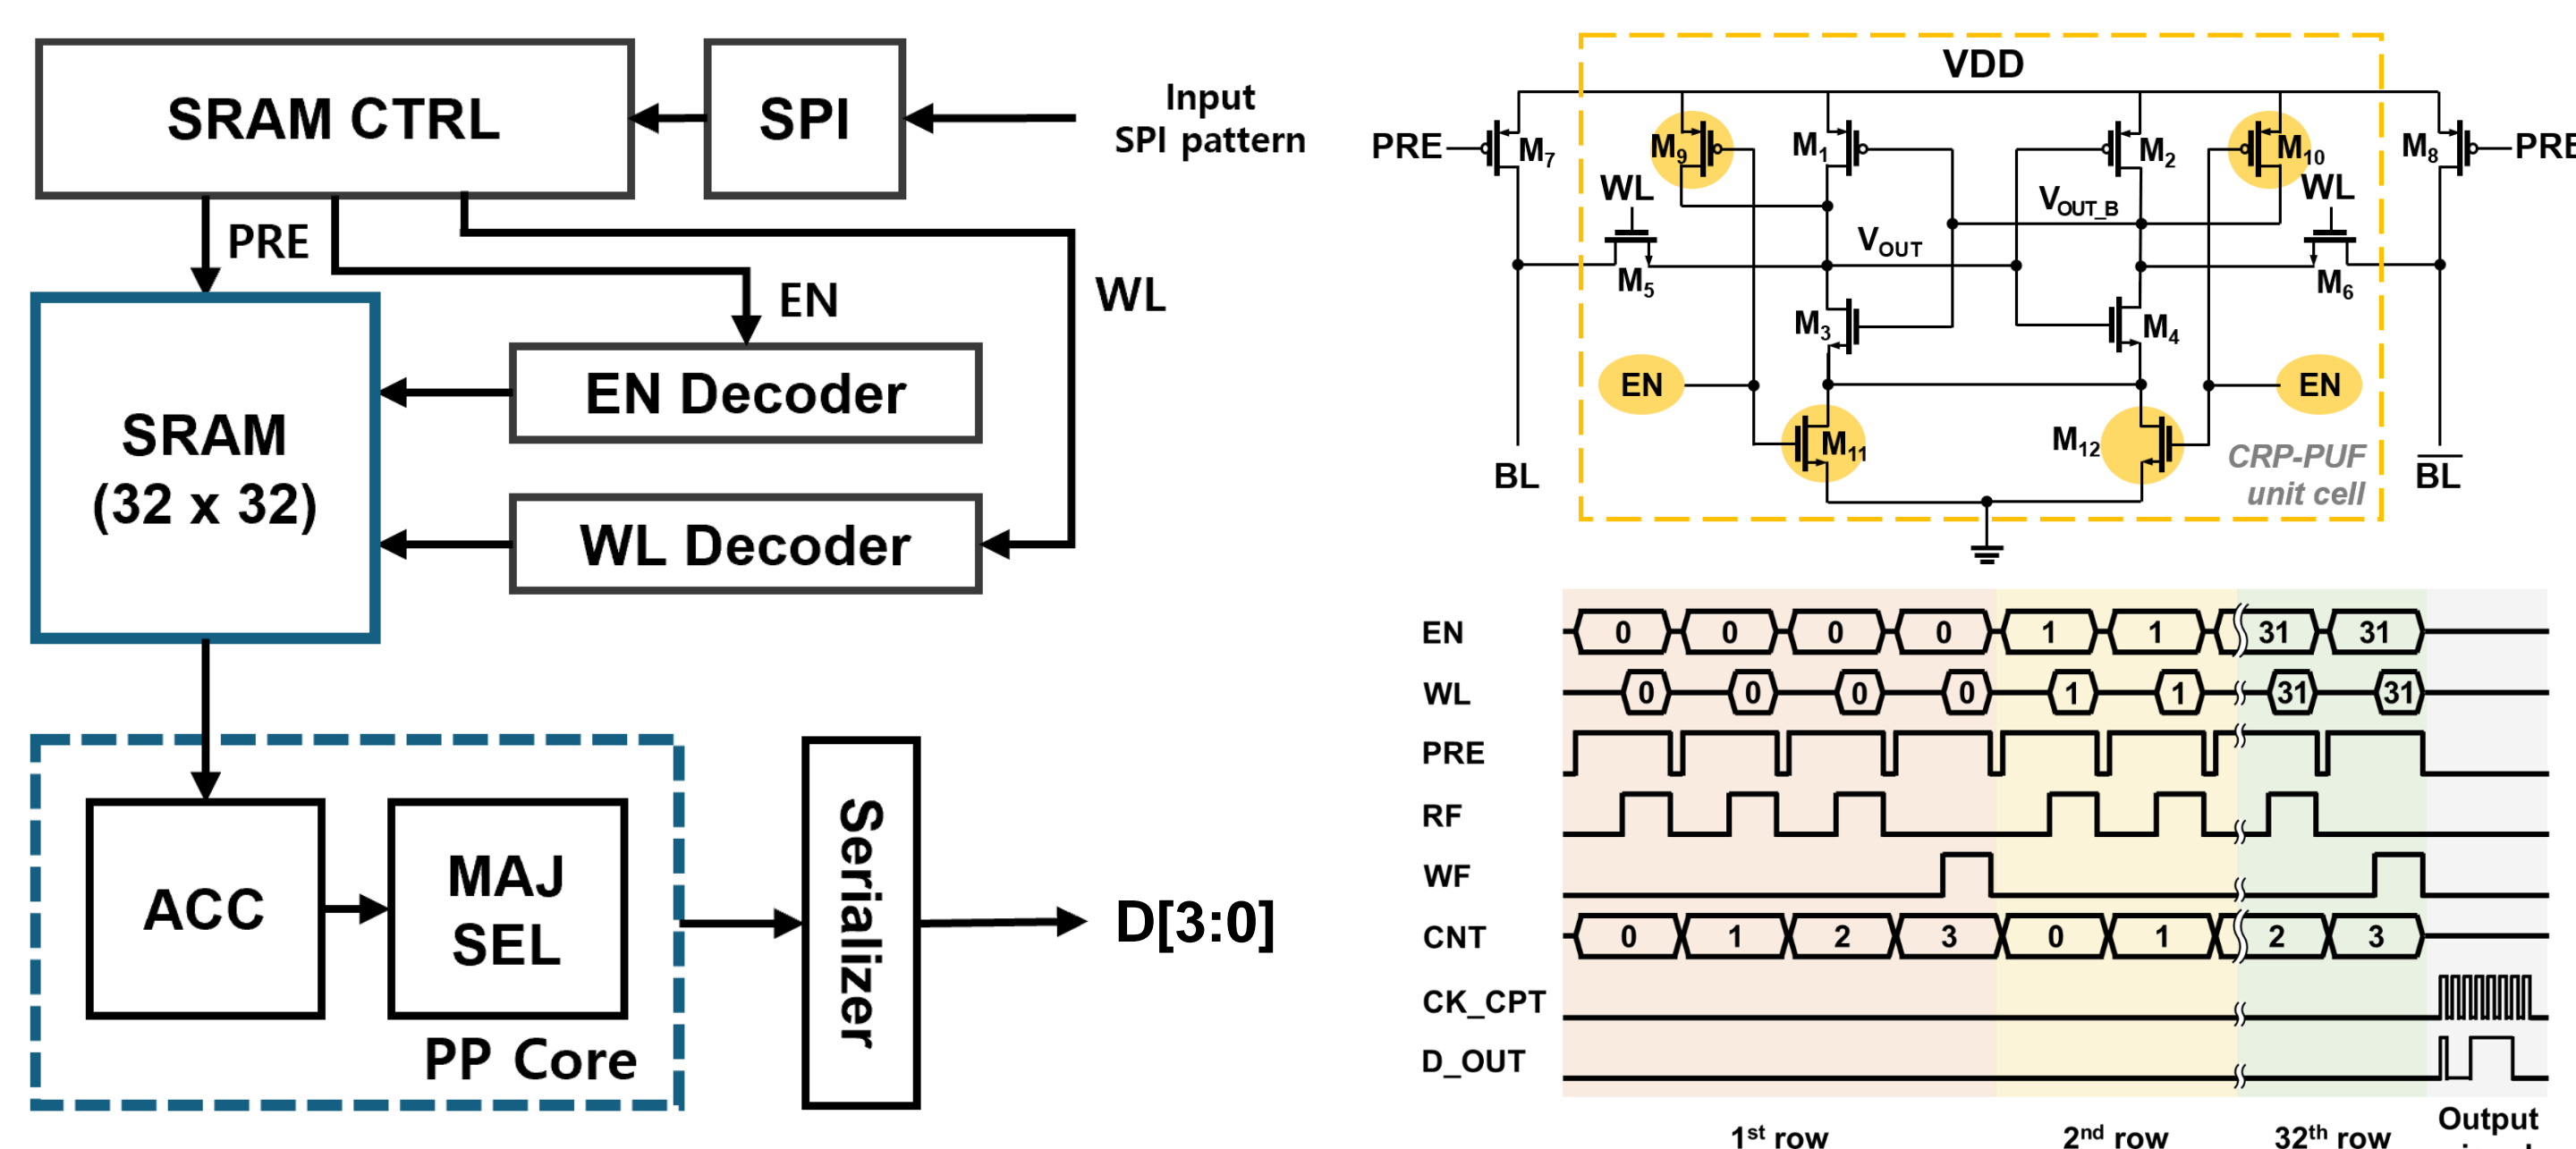 SRAM CTRL
SPI
Input
SPI pattern
PRE
EN
WL
SRAM
(32 x 32)
EN Decoder
WL Decoder
ACC
MAJ
SEL
PP Core
Serializer
D[3:0]
VDD
PRE
M7
M9
M1
M2
M10
M8
PRE
WL
WL
VOUT_B
VOUT
M5
M6
M3
M4
EN
EN
M11
M12
CRP-PUF
unit cell
BL
BL
EN 0 0 0 0 1 1 31 31
WL 0 0 0 0 1 1 31 31
PRE
RF
WF
CNT 0 1 2 3 0 1 2 3
CK_CPT
D_OUT
1st row
2nd row
32th row
Output